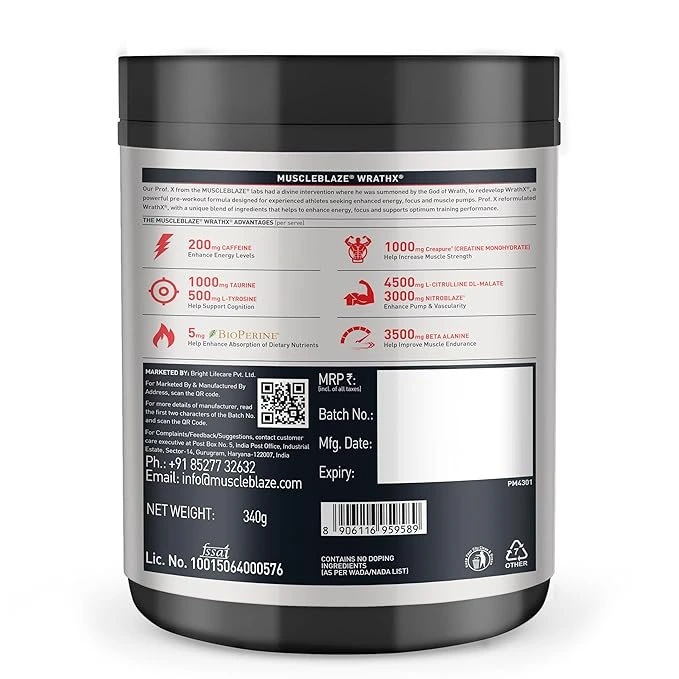 MUSCLEBLAZE® WRATHX®
Our Prof. X from the MUSCLEBLAZE® labs had a divine intervention where he was summoned by the God of Wrath, to redevelop WrathX®, a
powerful pre-workout formula designed for experienced athletes seeking enhanced energy, focus and muscle pumps. Prof. X reformulated
WrathX®, with a unique blend of ingredients that helps to enhance energy, focus and supports optimum training performance.
THE MUSCLEBLAZE® WRATHX® ADVANTAGES (per serve)
200mg CAFFEINE
Enhance Energy Levels
1000mg Creapure® (CREATINE MONOHYDRATE)
Help Increase Muscle Strength
1000mg TAURINE
500mg L-TYROSINE
Help Support Cognition
4500mg L-CITRULLINE DL-MALATE
3000mg NITROBLAZE®
Enhance Pump & Vascularity
5mg BIOPERINE®
Help Enhance Absorption of Dietary Nutrients
3500mg BETA ALANINE
Help Improve Muscle Endurance
MARKETED BY: Bright Lifecare Pvt. Ltd.
For Marketed By & Manufactured By
Address, scan the QR code.
For more details of manufacturer, read
the first two characters of the Batch No.
and scan the QR Code.
For Complaints/Feedback/Suggestions, contact customer
care executive at Post Box No. 5, India Post Office, Industrial
Estate, Sector-14, Gurugram, Haryana-122007, India
Ph.: +91 85277 32632
Email: info@muscleblaze.com
MRP ₹:
(incl. of all taxes)
Batch No.:
Mfg. Date:
Expiry:
PM4301
NET WEIGHT: 340g
8 906116 959589
fssai
Lic. No. 10015064000576
CONTAINS NO DOPING
INGREDIENTS
(AS PER WADA/NADA LIST)
7
OTHER